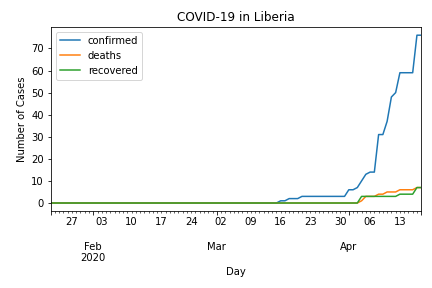 COVID-19 in Liberia
confirmed
deaths
recovered
Number of Cases
70
60
50
40
30
20
10
0
27 03 10 17 24 02 09 16 23 30 06 13
Feb Mar Apr
2020
Day